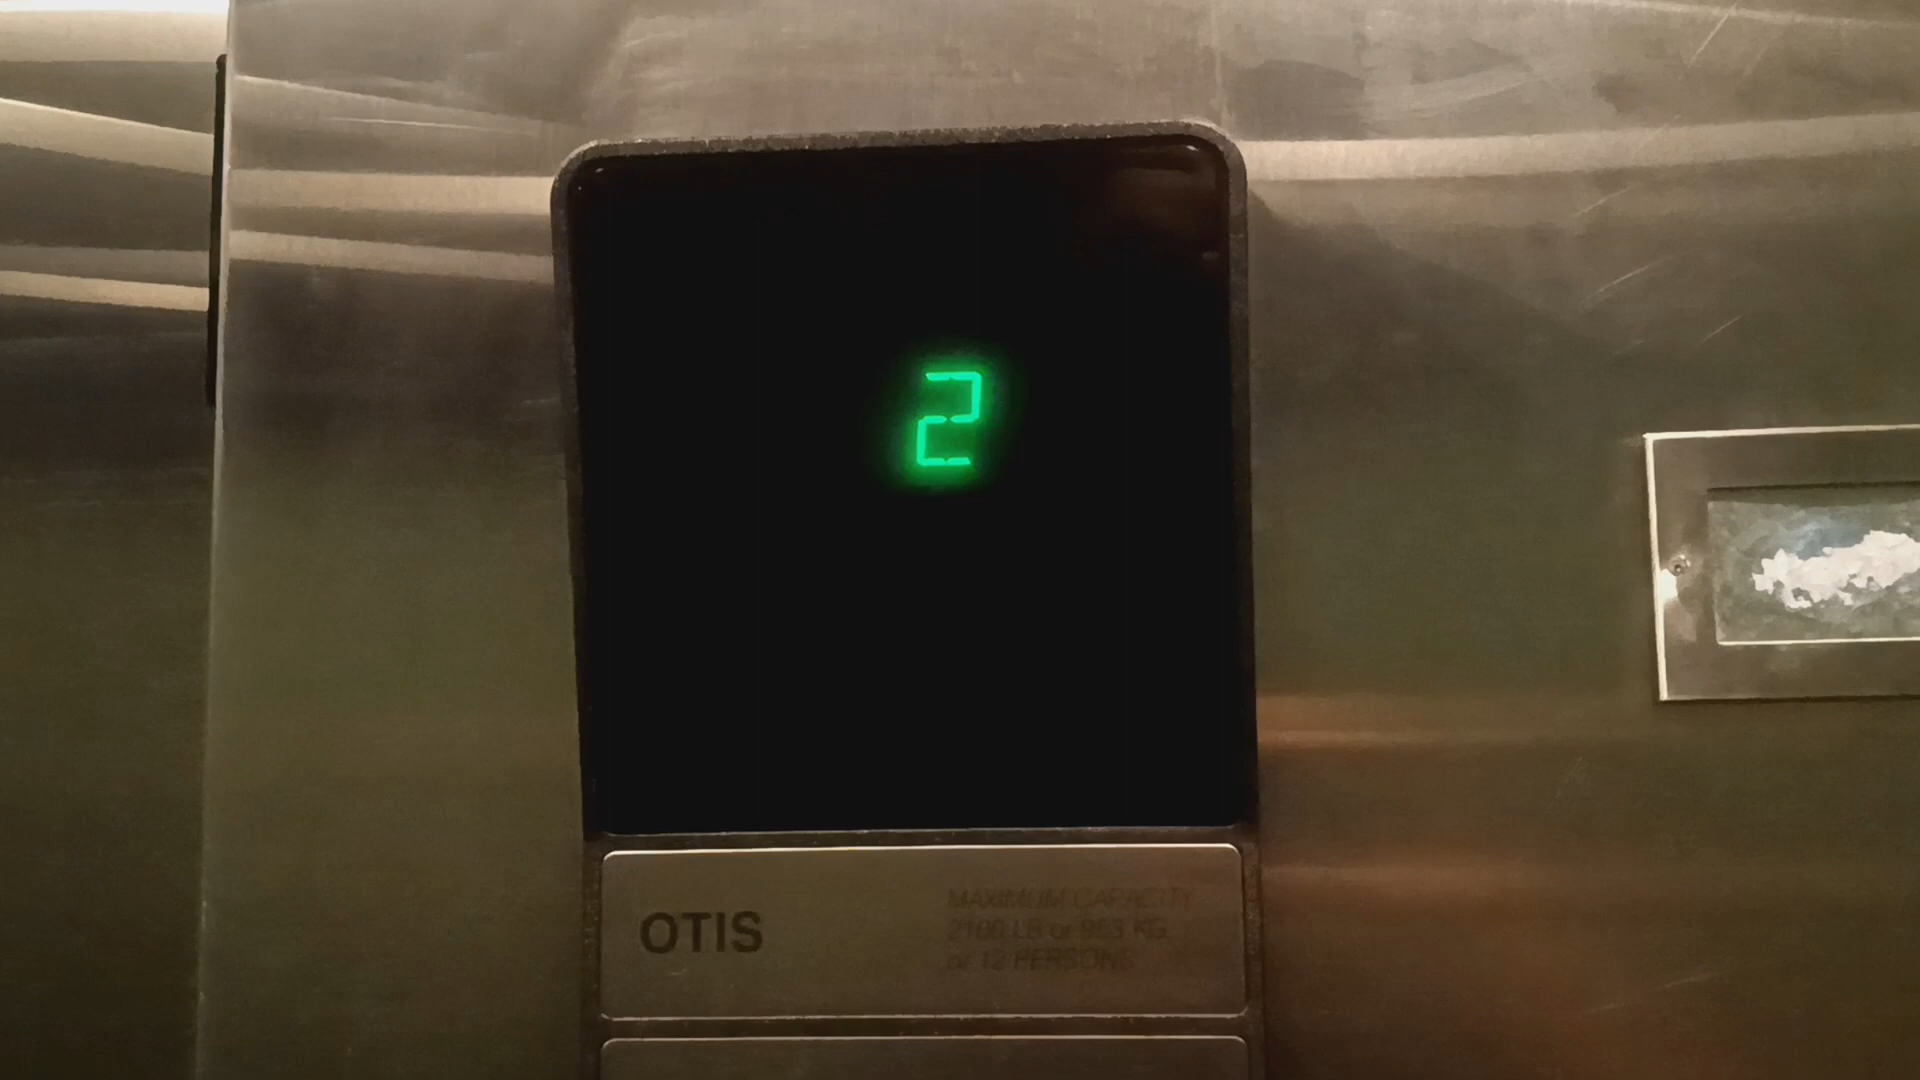 2
OTIS
MAXIMUM CAPACITY
2100 LB or 953 KG
or 12 PERSONS